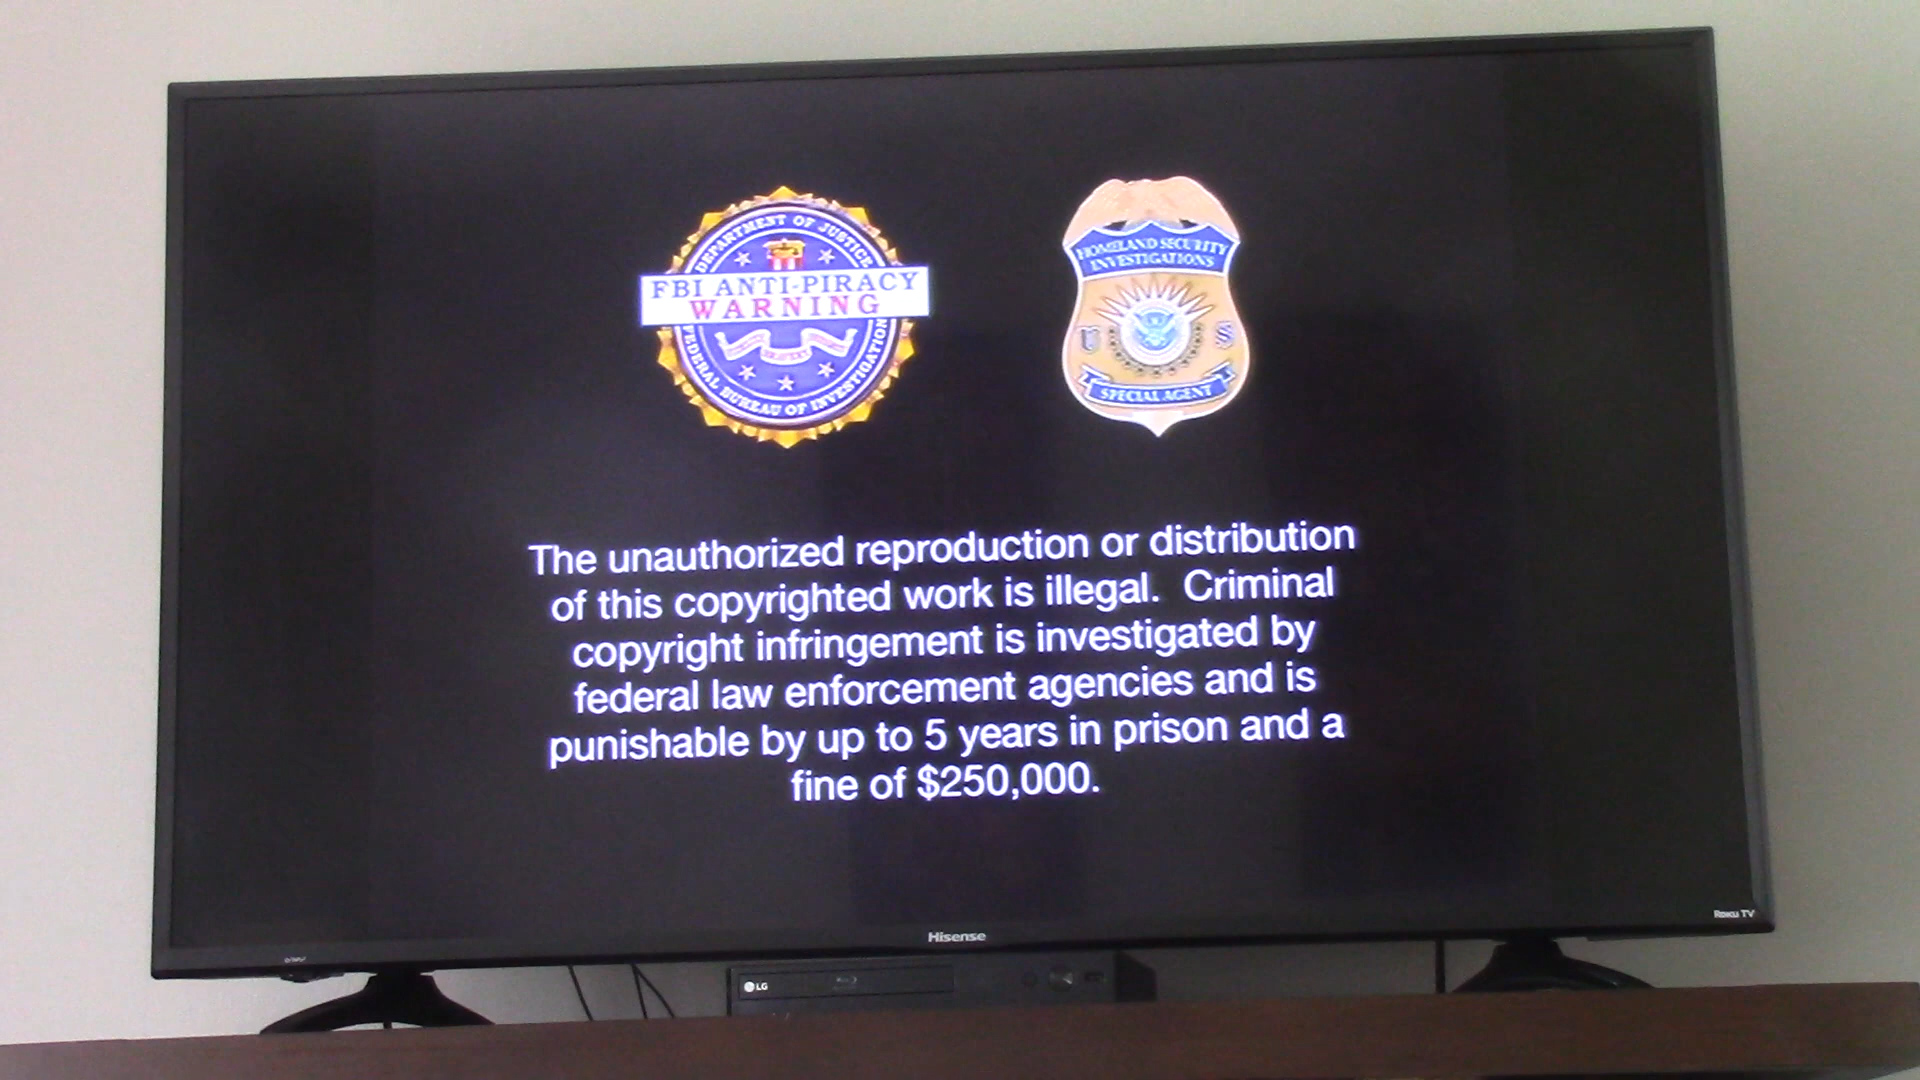 DEPARTMENT OF JUSTICE
FBI ANTI-PIRACY
WARNING
FEDERAL BUREAU OF INVESTIGATION
HOMELAND SECURITY
INVESTIGATIONS
U S
SPECIAL AGENT
The unauthorized reproduction or distribution
of this copyrighted work is illegal. Criminal
copyright infringement is investigated by
federal law enforcement agencies and is
punishable by up to 5 years in prison and a
fine of $250,000.
Roku TV
Hisense
LG